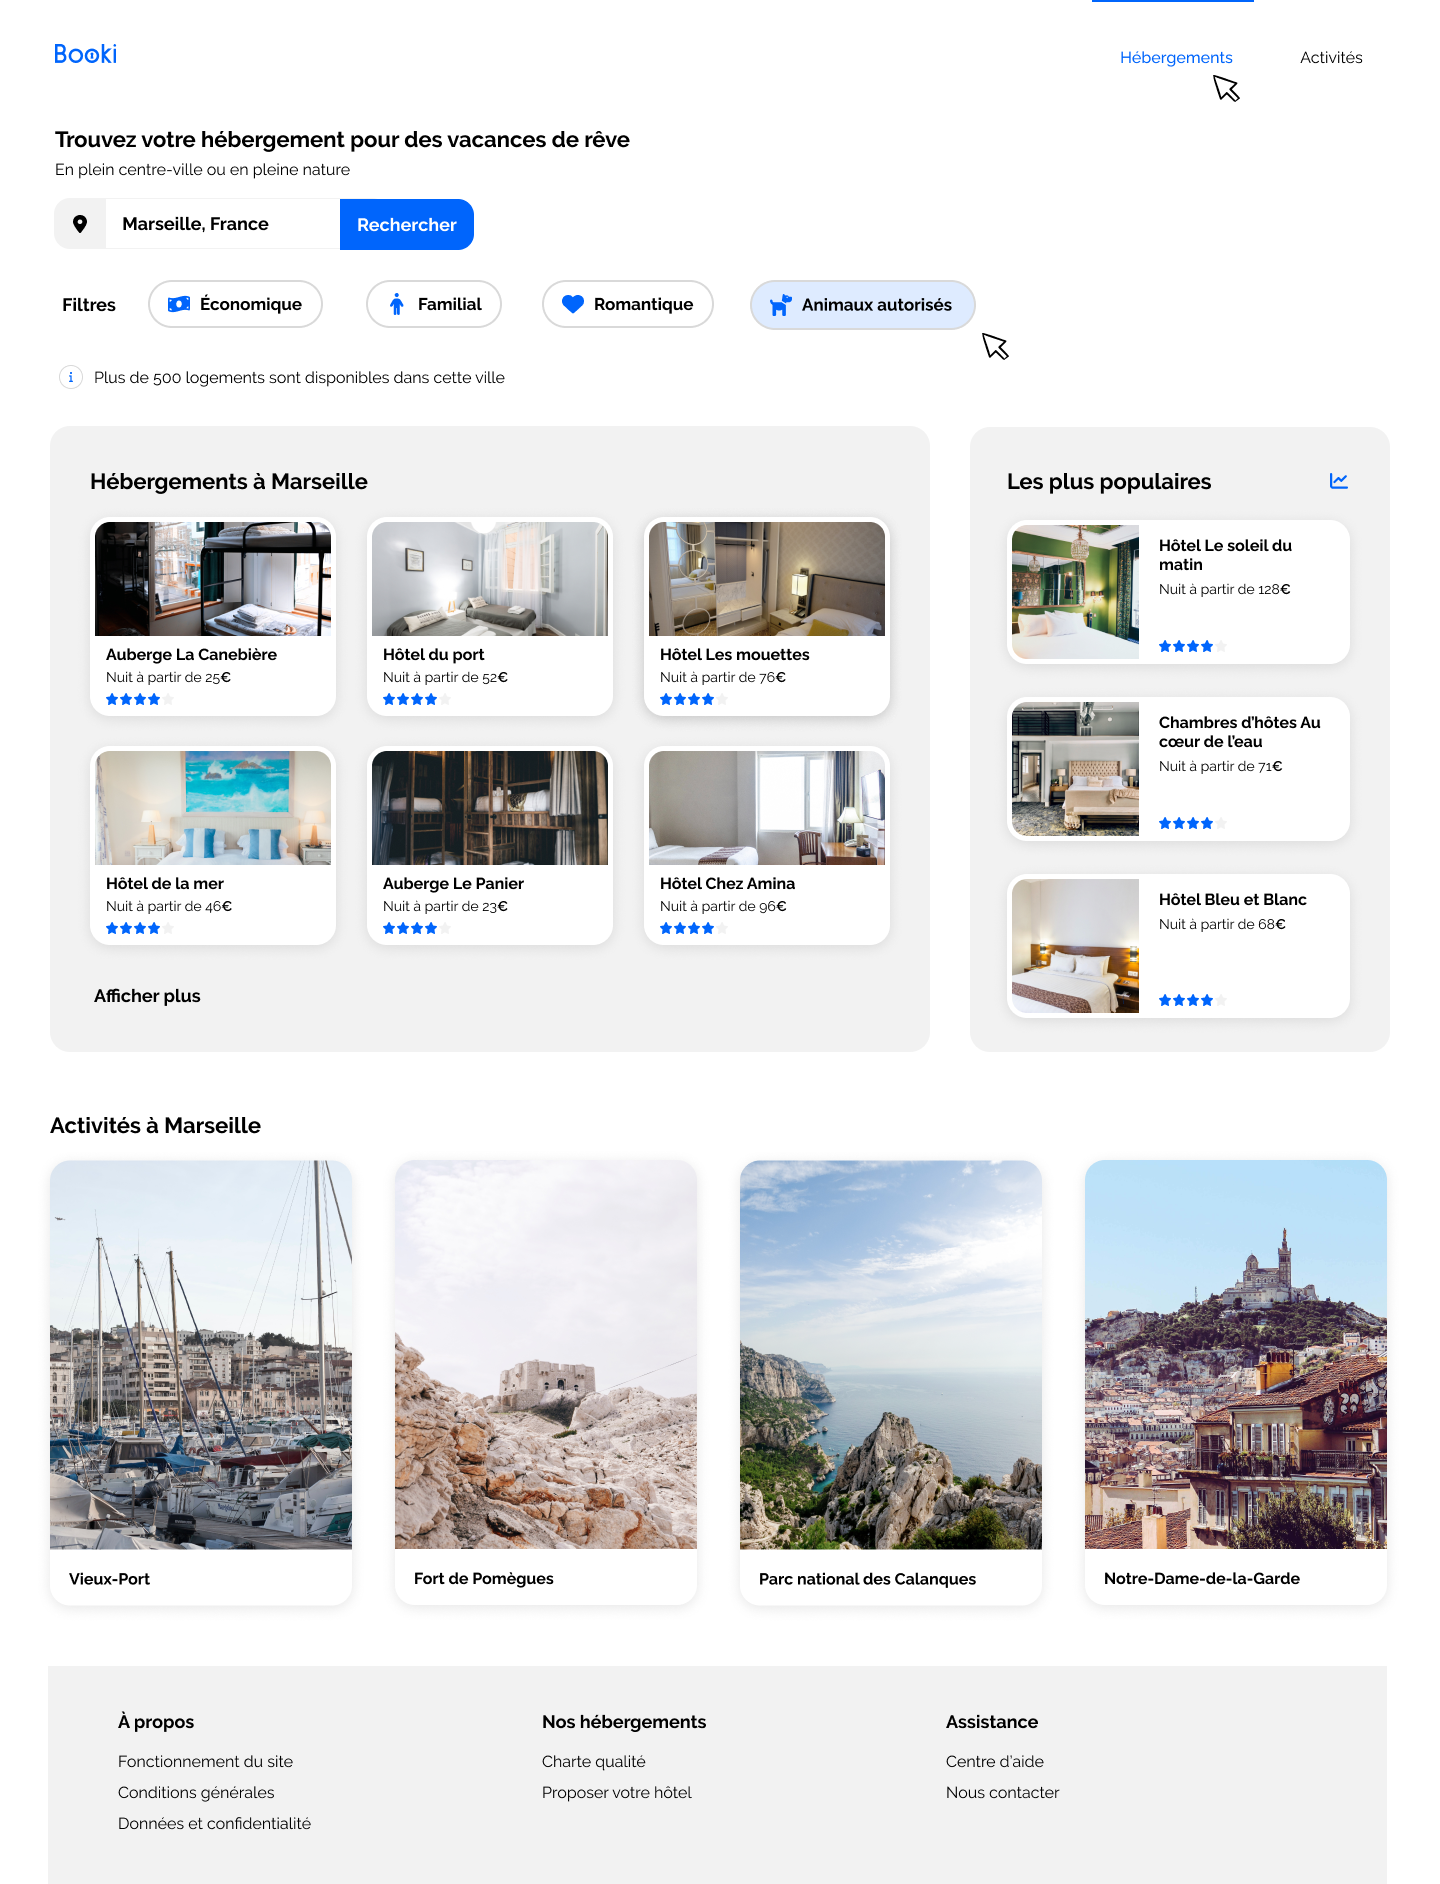 Booki
Hébergements
Activités
Trouvez votre hébergement pour des vacances de rêve
En plein centre-ville ou en pleine nature
Marseille, France
Rechercher
Filtres
Économique
Familial
Romantique
Animaux autorisés
Plus de 500 logements sont disponibles dans cette ville
Hébergements à Marseille
Auberge La Canebière
Nuit à partir de 25€
Hôtel du port
Nuit à partir de 52€
Hôtel Les mouettes
Nuit à partir de 76€
Hôtel de la mer
Nuit à partir de 46€
Auberge Le Panier
Nuit à partir de 23€
Hôtel Chez Amina
Nuit à partir de 96€
Afficher plus
Les plus populaires
Hôtel Le soleil du
matin
Nuit à partir de 128€
Chambres d'hôtes Au
cœur de l'eau
Nuit à partir de 71€
Hôtel Bleu et Blanc
Nuit à partir de 68€
Activités à Marseille
Vieux-Port
Fort de Pomègues
Parc national des Calanques
Notre-Dame-de-la-Garde
À propos
Fonctionnement du site
Conditions générales
Données et confidentialité
Nos hébergements
Charte qualité
Proposer votre hôtel
Assistance
Centre d'aide
Nous contacter